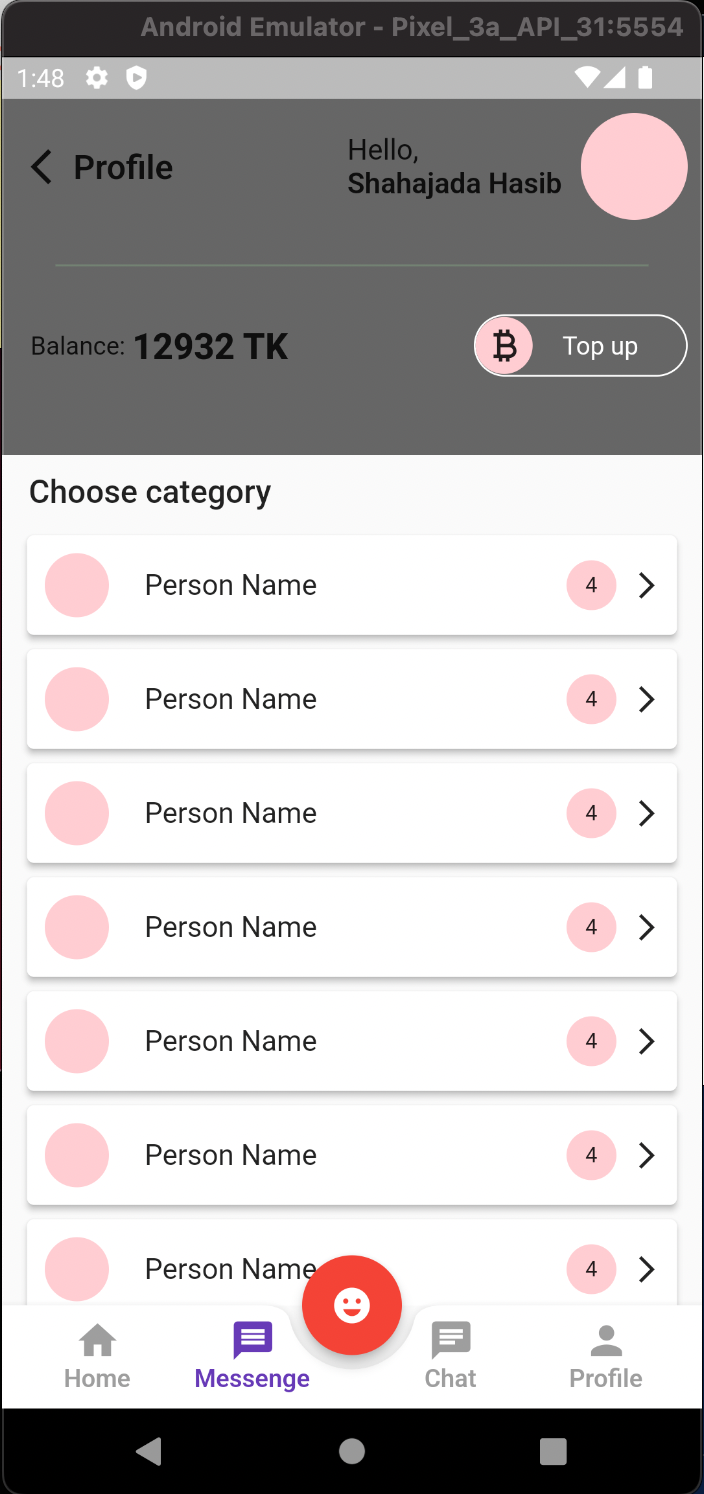 Android Emulator - Pixel_3a_API_31:5554
1:48
Profile
Hello,
Shahajada Hasib
Balance: 12932 TK
Top up
Choose category
Person Name 4
Person Name 4
Person Name 4
Person Name 4
Person Name 4
Person Name 4
Person Name 4
Home Messenge Chat Profile